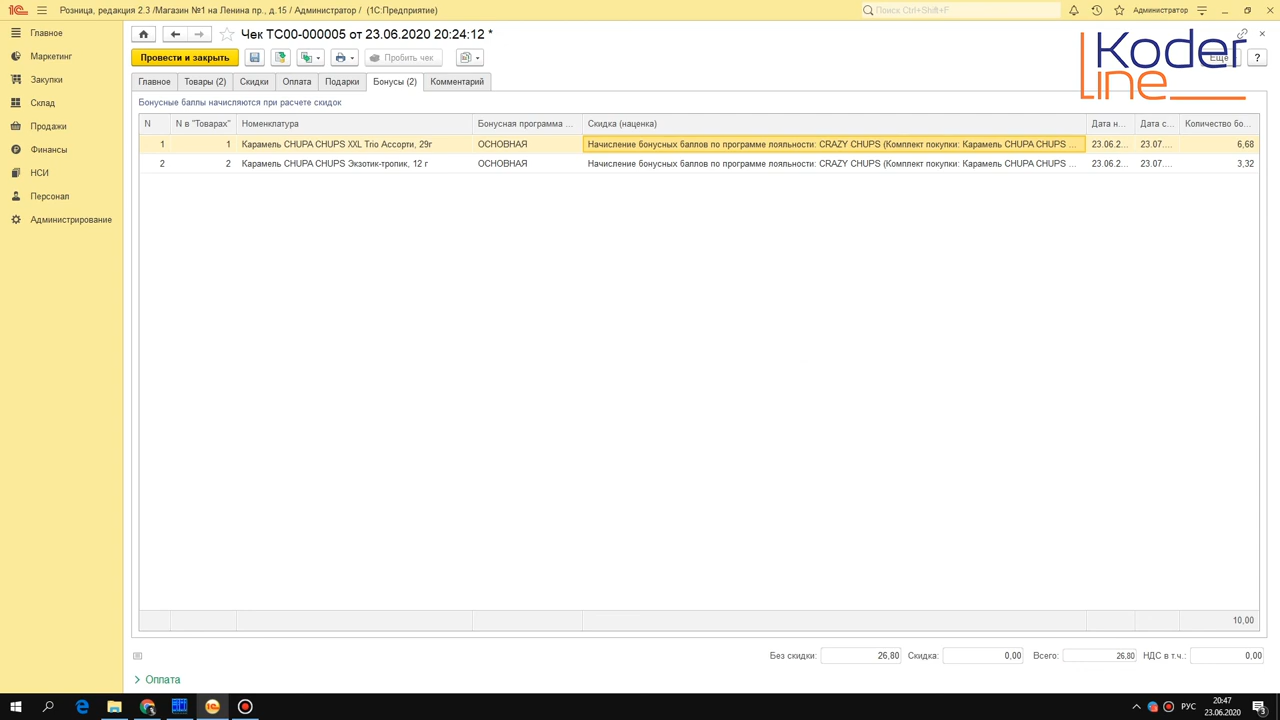 1С Розница, редакция 2.3 /Магазин №1 на Ленина пр., д.15 / Администратор / (1С:Предприятие)
Поиск Ctrl+Shift+F
Администратор
Главное
Маркетинг
Закупки
Склад
Продажи
Финансы
НСИ
Персонал
Администрирование
Чек ТС00-000005 от 23.06.2020 20:24:12 *
Провести и закрыть
Пробить чек
Еще
?
Koder
line
Главное Товары (2) Скидки Оплата Подарки Бонусы (2) Комментарий
Бонусные баллы начисляются при расчете скидок
N N в "Товарах" Номенклатура Бонусная программа ... Скидка (наценка) Дата н... Дата с... Количество бо...
1 1 Карамель CHUPA CHUPS XXL Trio Ассорти, 29г ОСНОВНАЯ Начисление бонусных баллов по программе лояльности: CRAZY CHUPS (Комплект покупки: Карамель CHUPA CHUPS ... 23.06.2... 23.07.... 6,68
2 2 Карамель CHUPA CHUPS Экзотик-тропик, 12 г ОСНОВНАЯ Начисление бонусных баллов по программе лояльности: CRAZY CHUPS (Комплект покупки: Карамель CHUPA CHUPS ... 23.06.2... 23.07.... 3,32
10,00
Без скидки: 26,80 Скидка: 0,00 Всего: 26,80 НДС в т.ч.: 0,00
Оплата
РУС
20:47
23.06.2020
3